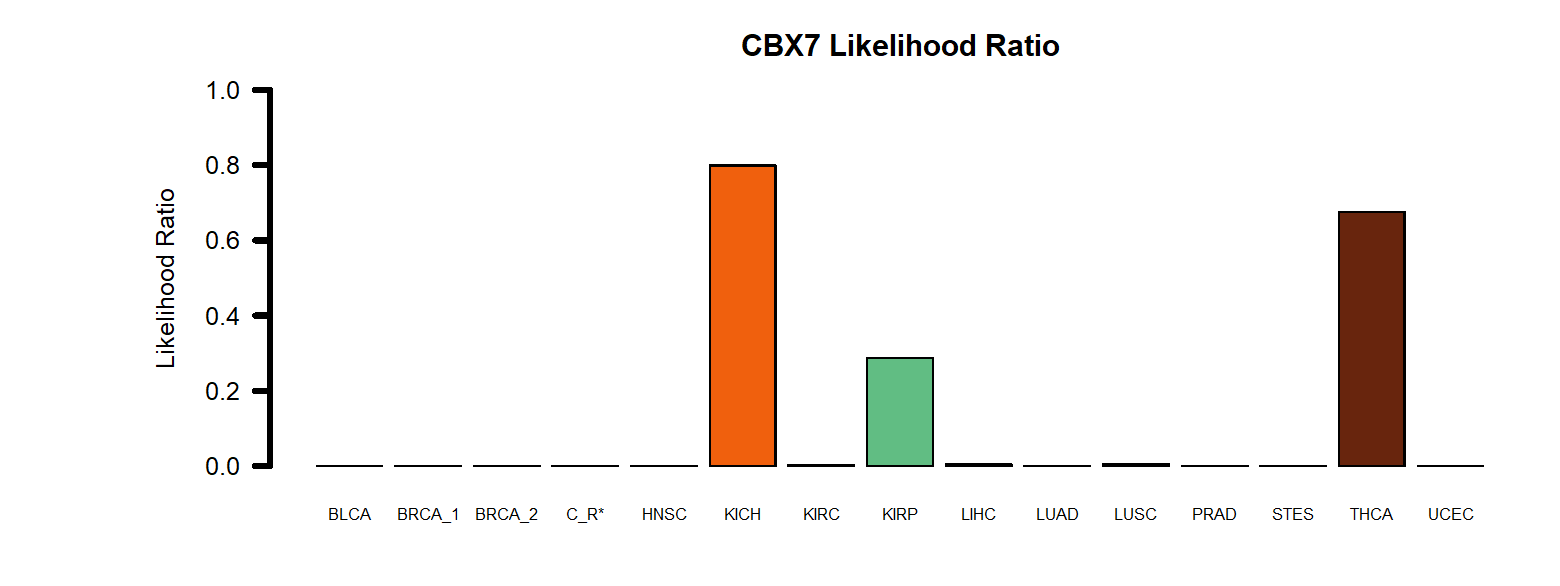 CBX7 Likelihood Ratio
Likelihood Ratio
1.0
0.8
0.6
0.4
0.2
0.0
BLCA BRCA_1 BRCA_2 C_R* HNSC KICH KIRC KIRP LIHC LUAD LUSC PRAD STES THCA UCEC